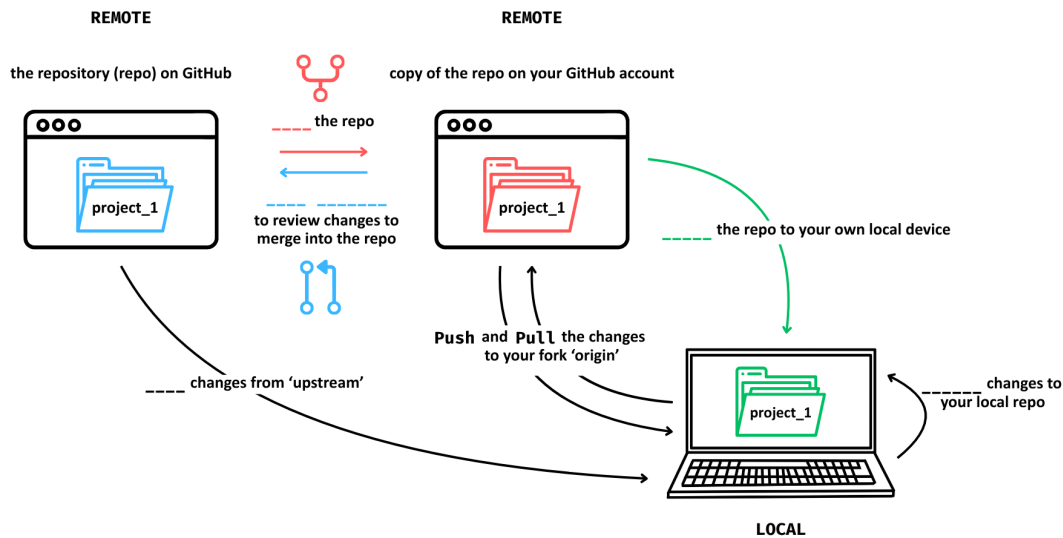 REMOTE
REMOTE
the repository (repo) on GitHub
copy of the repo on your GitHub account
____ the repo
project_1
project_1
____ _______
to review changes to
merge into the repo
_____ the repo to your own local device
Push and Pull the changes
to your fork ‘origin’
____ changes from ‘upstream’
______ changes to
your local repo
project_1
LOCAL